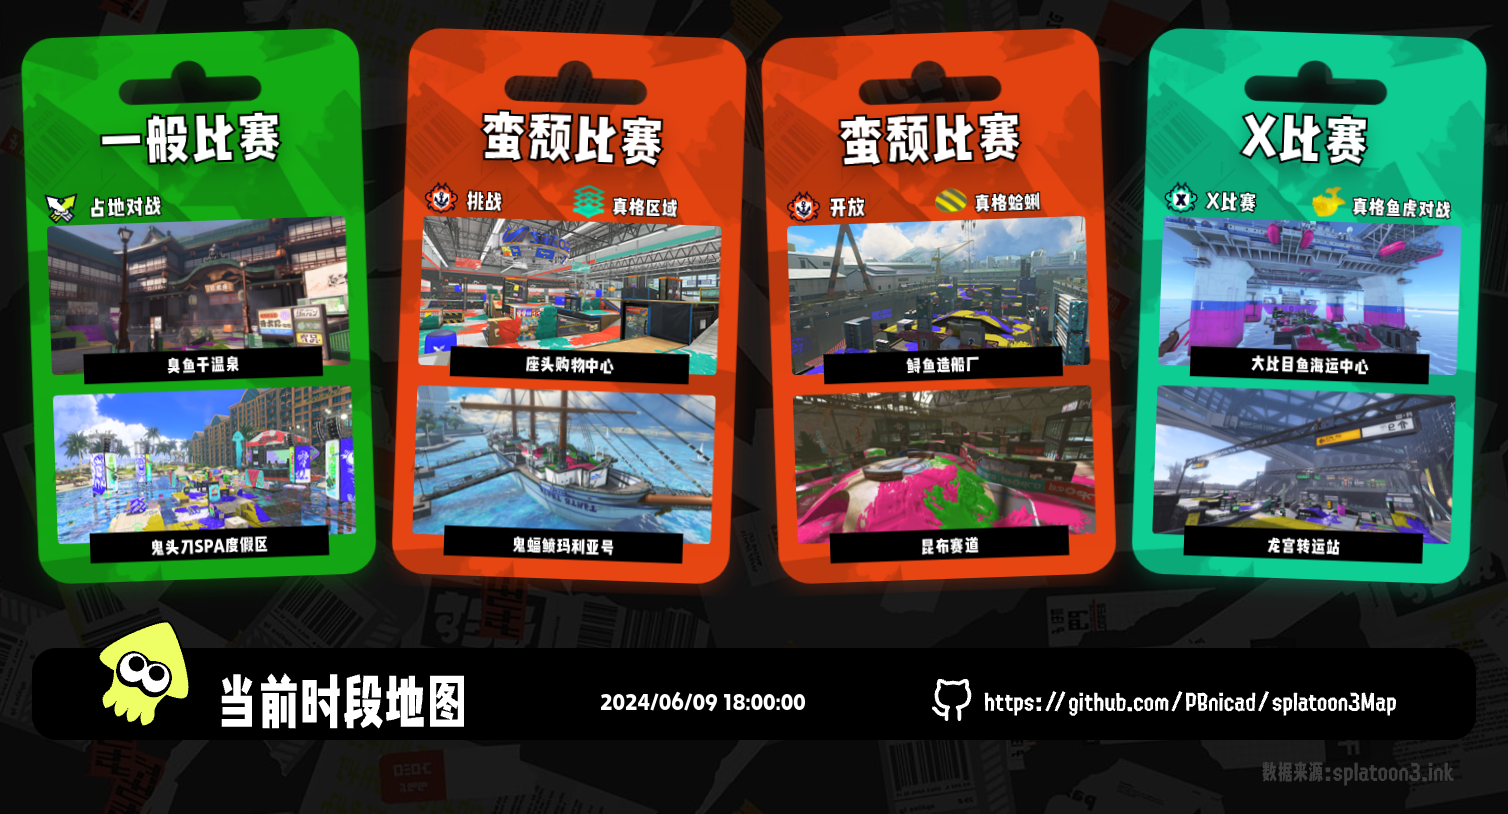 一般比赛
占地对战
臭鱼干温泉
鬼头刀SPA度假区
蛮颓比赛
挑战
真格区域
座头购物中心
鬼蝠鲼玛利亚号
蛮颓比赛
开放
真格蛤蜊
鲟鱼造船厂
昆布赛道
X比赛
X比赛
真格鱼虎对战
大比目鱼海运中心
龙宫转运站
当前时段地图
2024/06/09 18:00:00
https://github.com/PBnicad/splatoon3Map
数据来源:splatoon3.ink